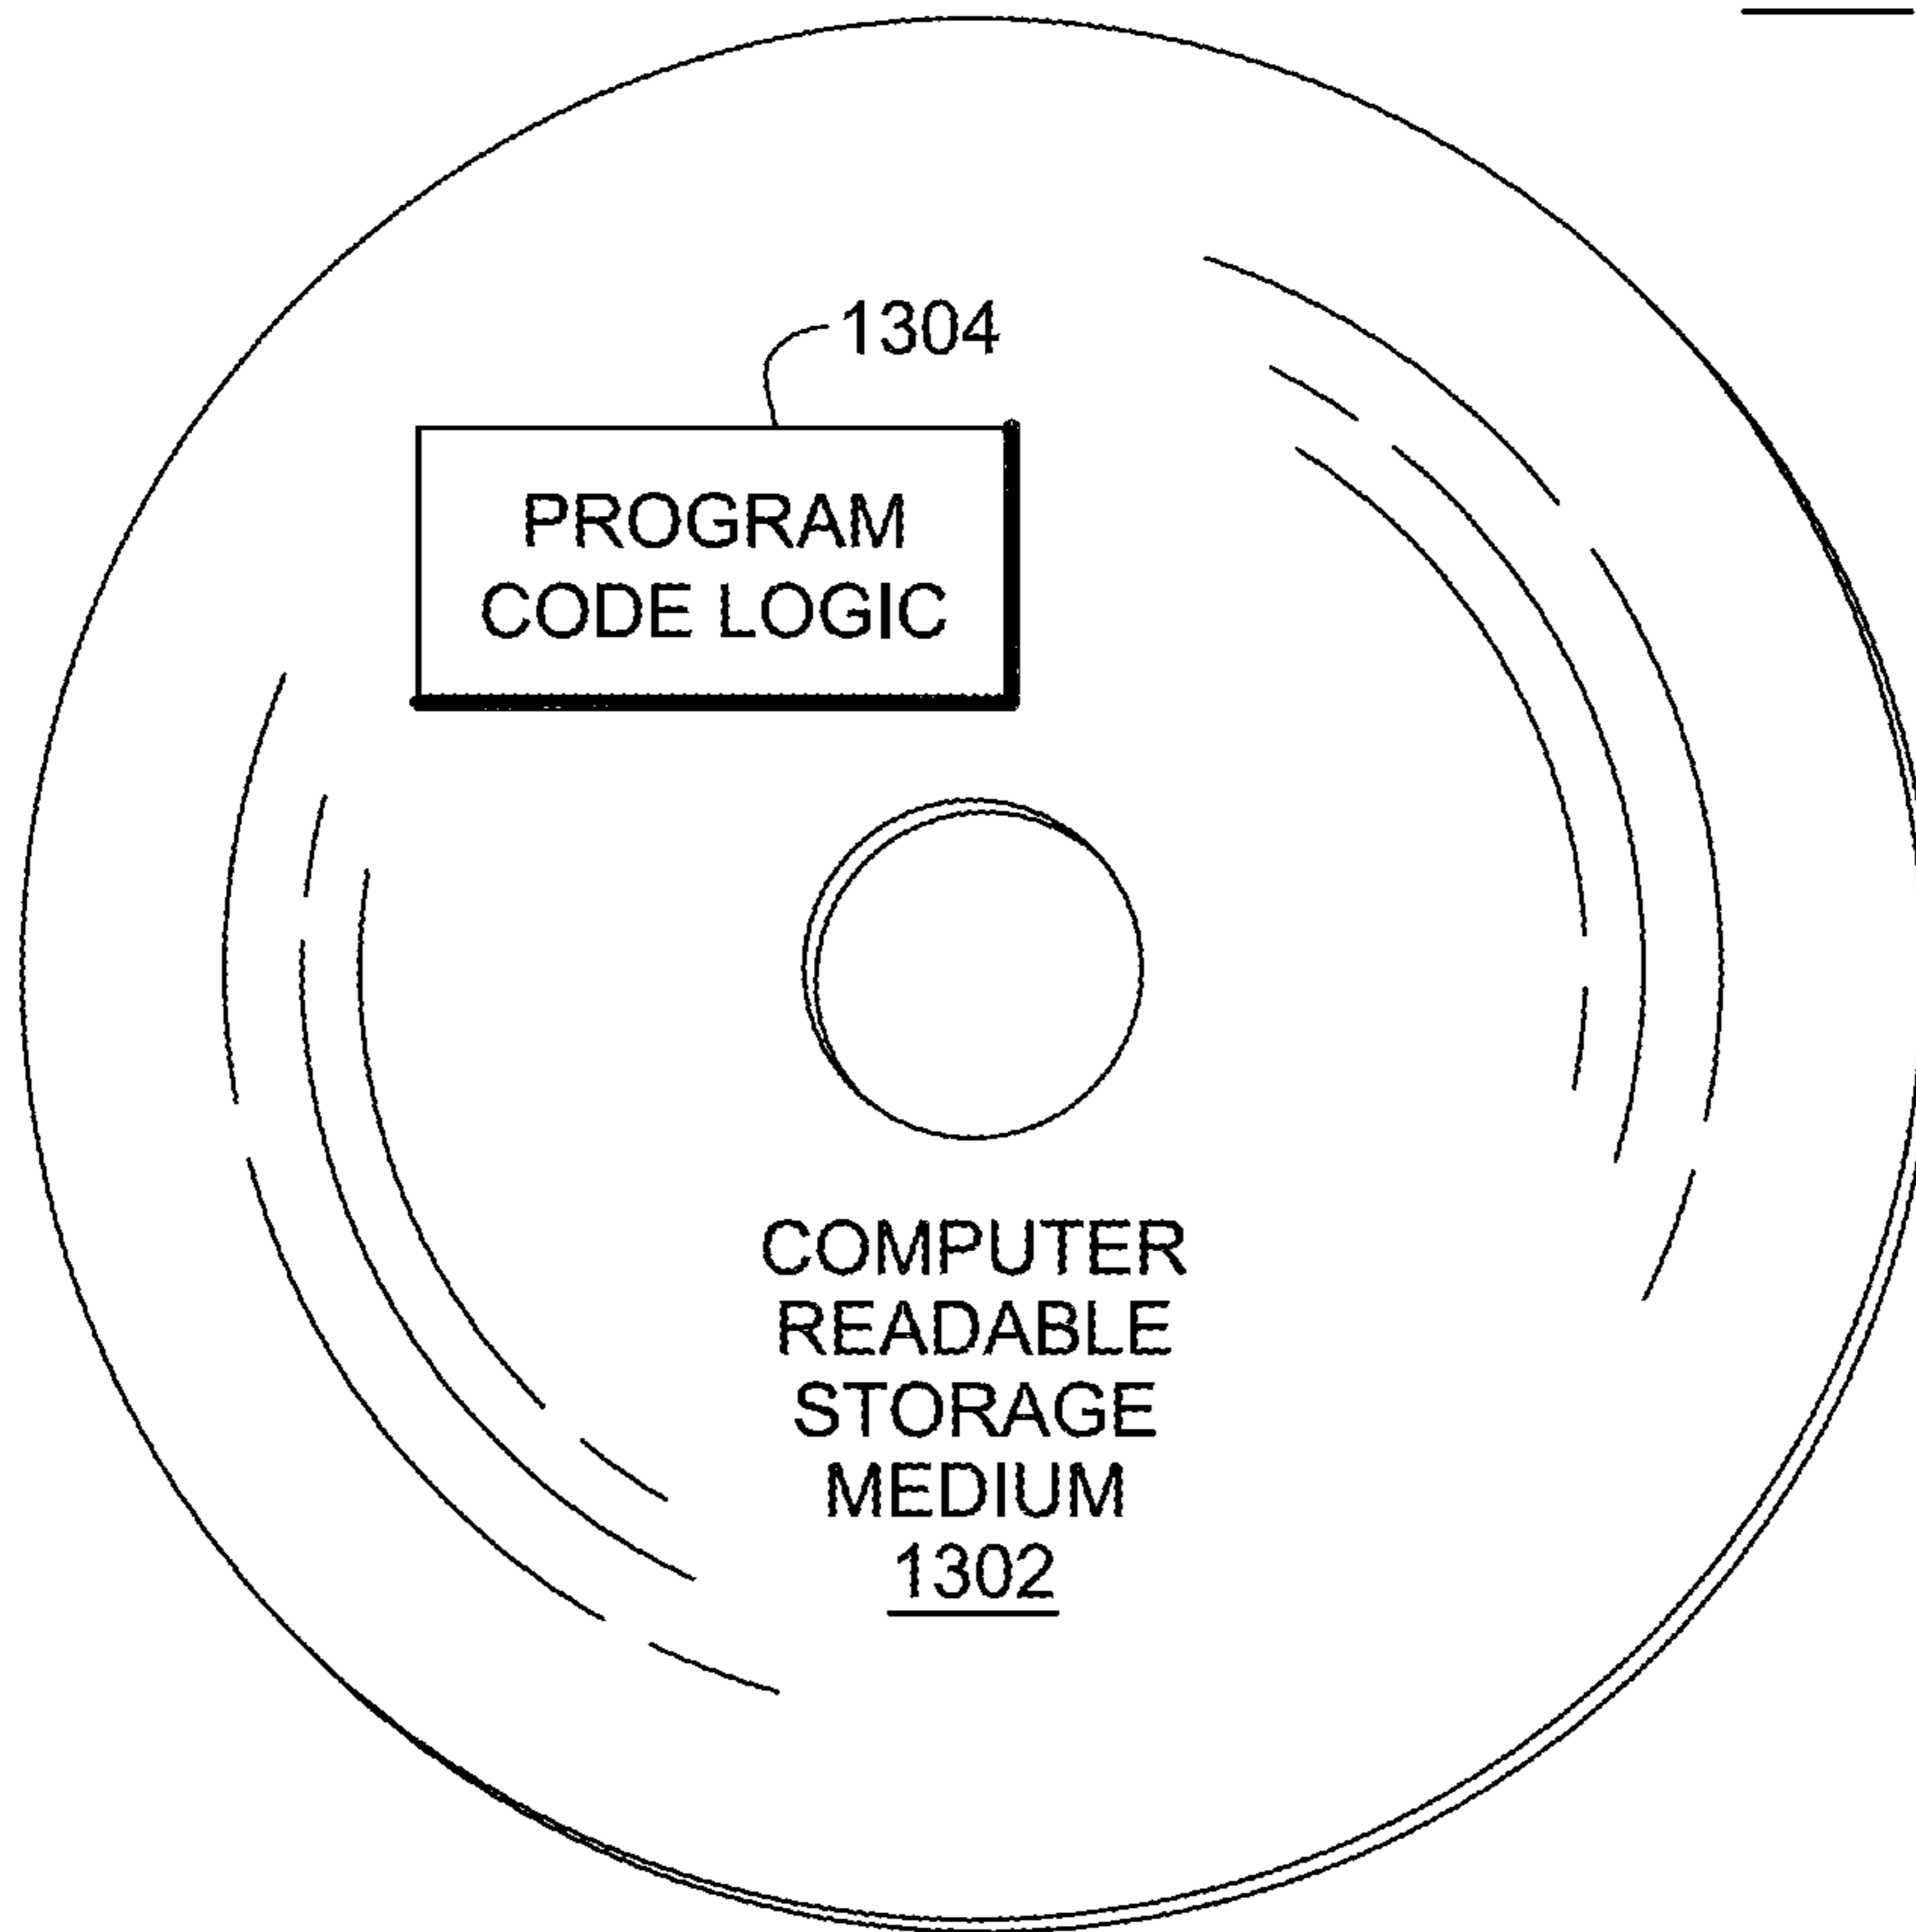 1304
PROGRAM
CODE LOGIC
COMPUTER
READABLE
STORAGE
MEDIUM
1302